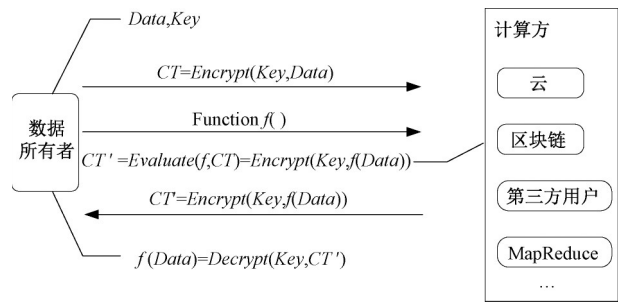 Data,Key
CT=Encrypt(Key,Data)
Function f( )
CT'=Evaluate(f,CT)=Encrypt(Key,f(Data))
CT'=Encrypt(Key,f(Data))
f(Data)=Decrypt(Key,CT')
数据
所有者
计算方
云
区块链
第三方用户
MapReduce
…